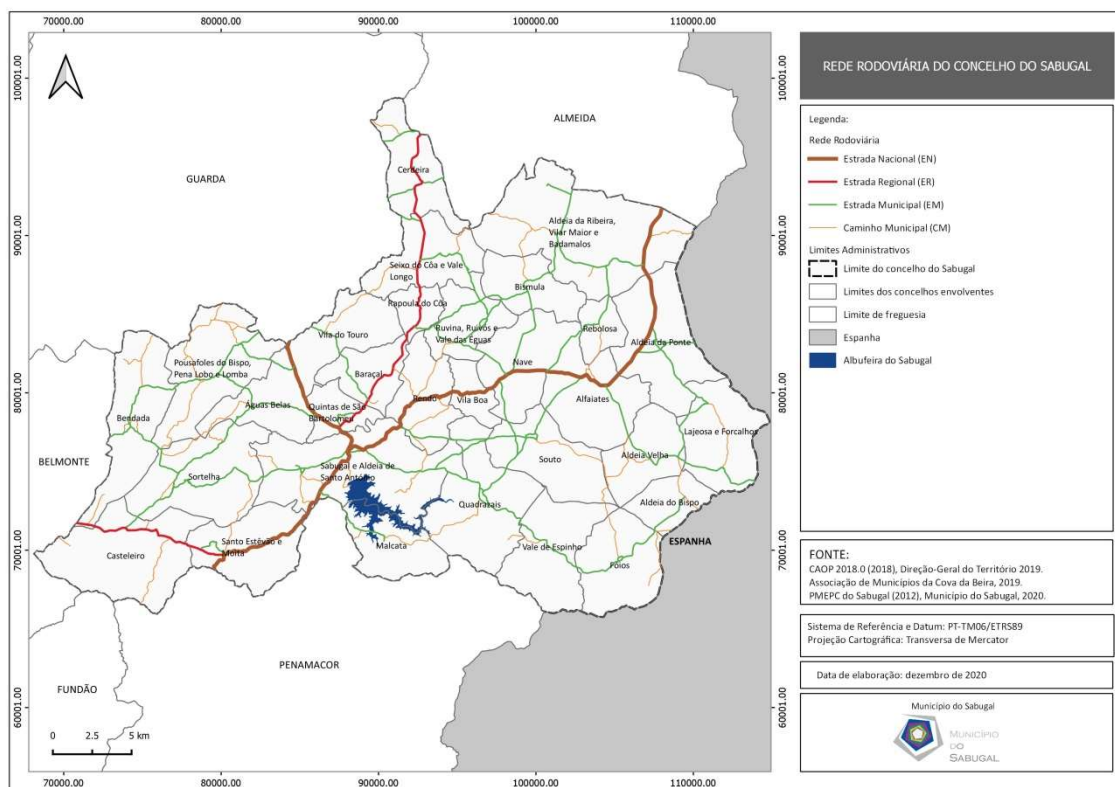 70000.00 80000.00 90000.00 100000.00 110000.00
100001.00 100001.00
90001.00 90001.00
80001.00 80001.00
70001.00 70001.00
60001.00 60001.00
ALMEIDA
GUARDA
Cerdeira
Aldeia da Ribeira,
Vilar Maior e
Badamalos
Seixo do Côa e Vale
Longo
Bismula
Rapoula do Côa
Vila do Touro
Ruvina, Ruivos e
Vale das Éguas
Rebolosa
Aldeia da Ponte
Pousafoles do Bispo,
Pena Lobo e Lomba
Baraçal
Nave
Águas Belas
Quintas de São
Bartolomeu
Rendo
Vila Boa
Alfaiates
Bendada
Lajeosa e Forcalhos
BELMONTE
Sortelha
Sabugal e Aldeia de
Santo António
Souto
Aldeia Velha
Quadrazais
Aldeia do Bispo
ESPANHA
Casteleiro
Santo Estêvão e
Moita
Malcata
Vale de Espinho
Foios
PENAMACOR
FUNDÃO
0 2.5 5 km
70000.00 80000.00 90000.00 100000.00 110000.00
REDE RODOVIÁRIA DO CONCELHO DO SABUGAL
Legenda:
Rede Rodoviária
Estrada Nacional (EN)
Estrada Regional (ER)
Estrada Municipal (EM)
Caminho Municipal (CM)
Limites Administrativos
Limite do concelho do Sabugal
Limites dos concelhos envolventes
Limite de freguesia
Espanha
Albufeira do Sabugal
FONTE:
CAOP 2018.0 (2018), Direção-Geral do Território 2019.
Associação de Municípios da Cova da Beira, 2019.
PMEPC do Sabugal (2012), Município do Sabugal, 2020.
Sistema de Referência e Datum: PT-TM06/ETRS89
Projeção Cartográfica: Transversa de Mercator
Data de elaboração: dezembro de 2020
Município do Sabugal
MUNICÍPIO
DO
SABUGAL